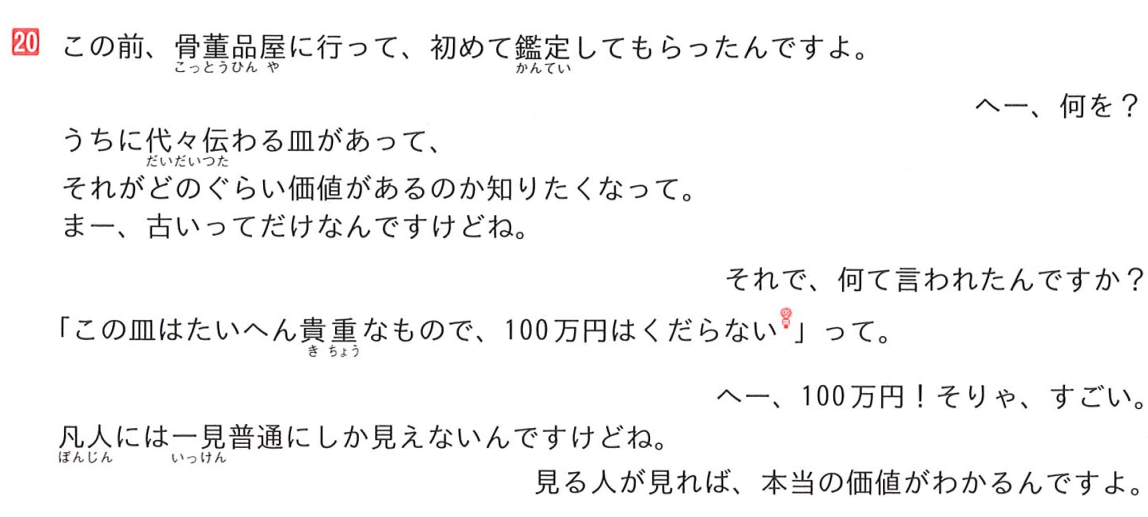 20 この前、骨董品屋に行って、初めて鑑定してもらったんですよ。
こっとうひん や かんてい
へー、何を？
うちに代々伝わる皿があって、
だいだいつた
それがどのぐらい価値があるのか知りたくなって。
まー、古いってだけなんですけどね。
それで、何て言われたんですか？
「この皿はたいへん貴重なもので、100万円はくだらない」って。
き ちょう
へー、100万円！そりゃ、すごい。
凡人には一見普通にしか見えないんですけどね。
ぼんじん いっけん
見る人が見れば、本当の価値がわかるんですよ。